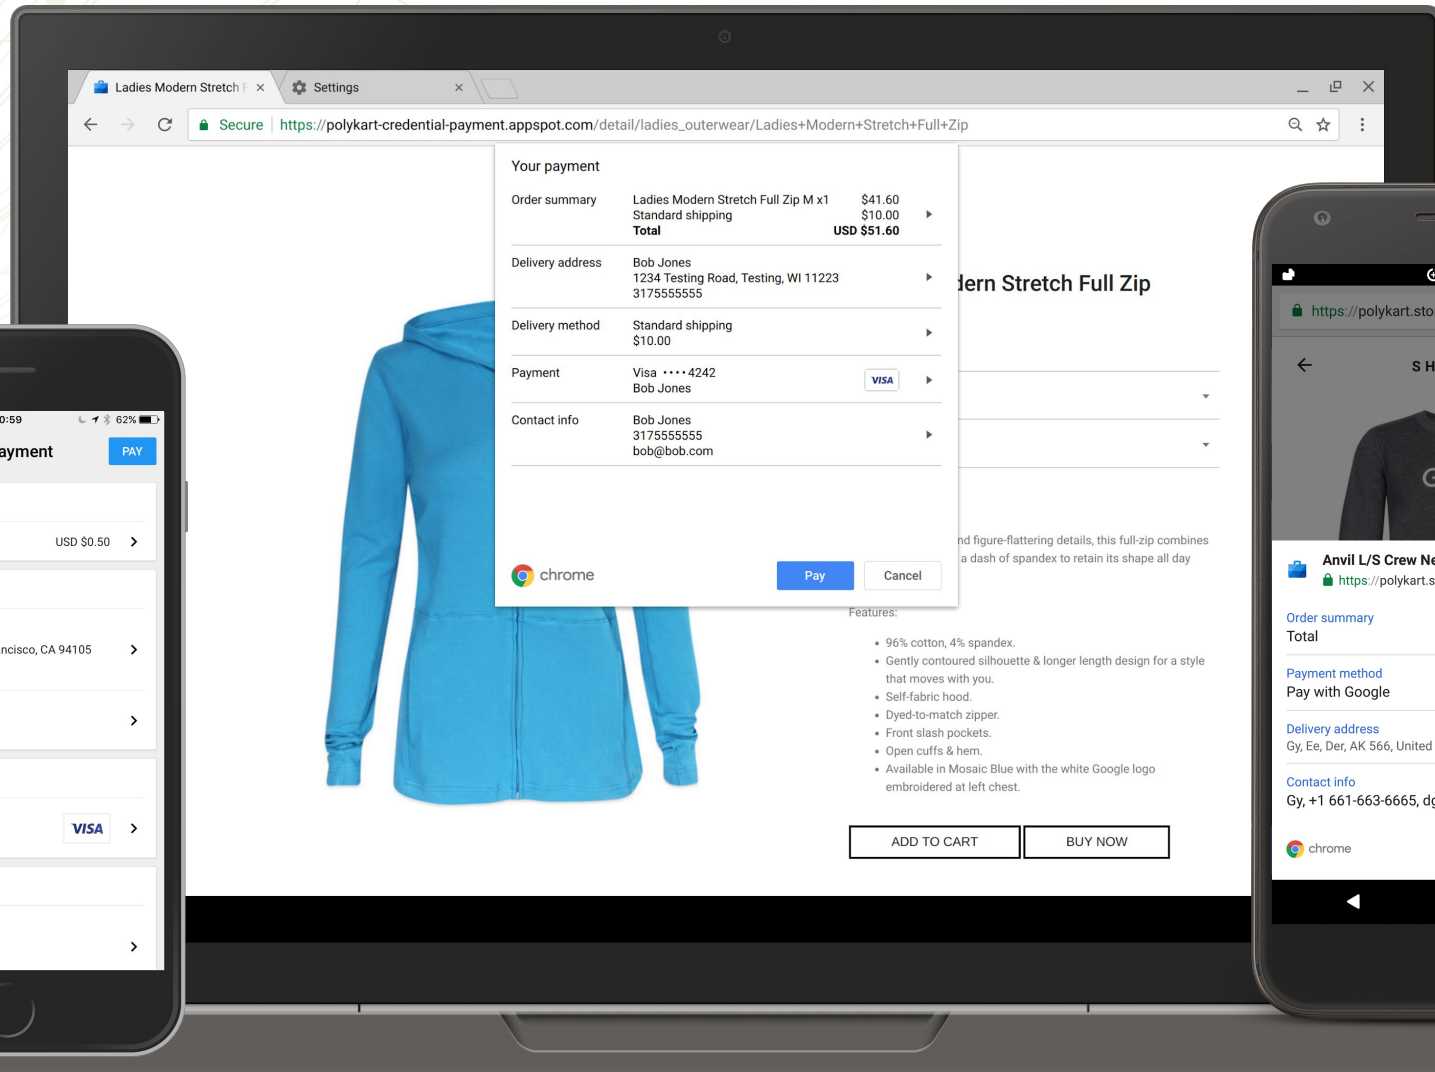 Ladies Modern Stretch F
Settings
Secure
https://polykart-credential-payment.appspot.com/detail/ladies_outerwear/Ladies+Modern+Stretch+Full+Zip
Your payment
Order summary
Ladies Modern Stretch Full Zip M x1 $41.60
Standard shipping $10.00
Total USD $51.60
Delivery address
Bob Jones
1234 Testing Road, Testing, WI 11223
3175555555
Delivery method
Standard shipping
$10.00
Payment
Visa ····4242
Bob Jones
VISA
Contact info
Bob Jones
3175555555
bob@bob.com
chrome
Pay
Cancel
dern Stretch Full Zip
nd figure-flattering details, this full-zip combines
a dash of spandex to retain its shape all day
Features:
• 96% cotton, 4% spandex.
• Gently contoured silhouette & longer length design for a style
that moves with you.
• Self-fabric hood.
• Dyed-to-match zipper.
• Front slash pockets.
• Open cuffs & hem.
• Available in Mosaic Blue with the white Google logo
embroidered at left chest.
ADD TO CART
BUY NOW
0:59
62%
ayment
PAY
USD $0.50
ncisco, CA 94105
VISA
https://polykart.sto
S H
Anvil L/S Crew Ne
https://polykart.s
Order summary
Total
Payment method
Pay with Google
Delivery address
Gy, Ee, Der, AK 566, United
Contact info
Gy, +1 661-663-6665, dg
chrome